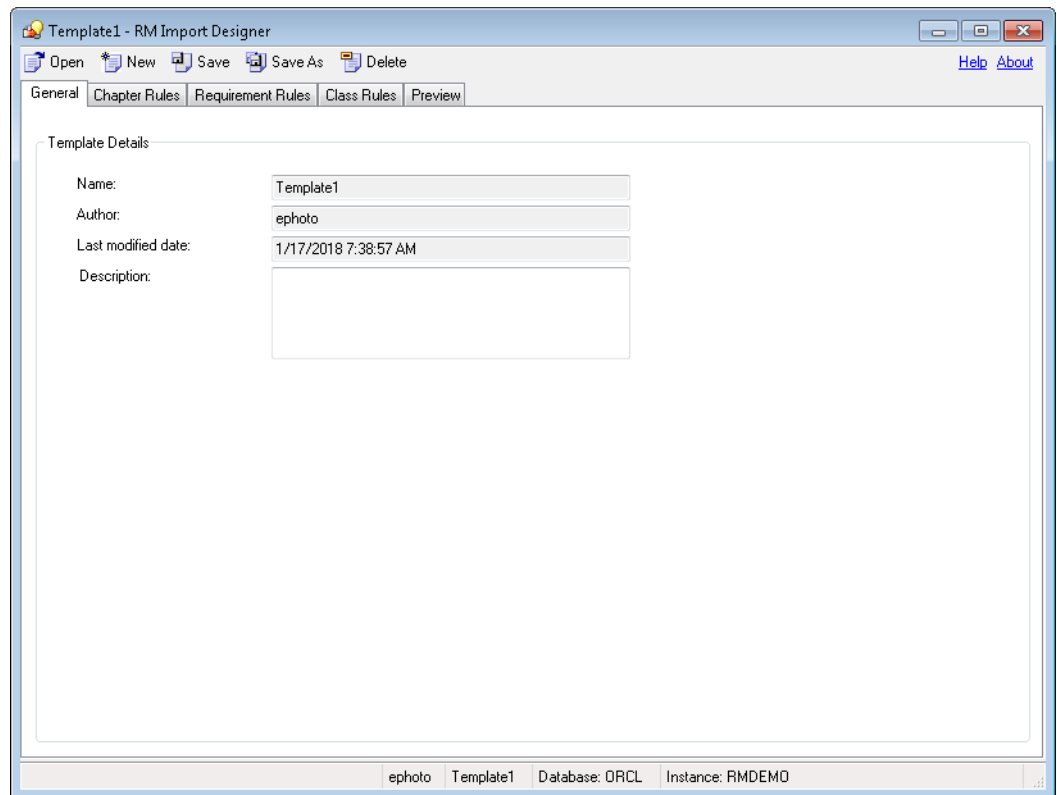 Template1 - RM Import Designer
Open New Save Save As Delete Help About
General Chapter Rules Requirement Rules Class Rules Preview
Template Details
Name: Template1
Author: ephoto
Last modified date: 1/17/2018 7:38:57 AM
Description:
ephoto Template1 Database: ORCL Instance: RMDEMO